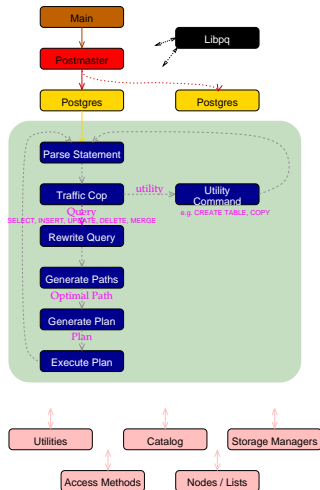 Main
Libpq
Postmaster
Postgres
Postgres
Parse Statement
Traffic Cop
utility
Utility
Command
Query
SELECT, INSERT, UPDATE, DELETE, MERGE
e.g. CREATE TABLE, COPY
Rewrite Query
Generate Paths
Optimal Path
Generate Plan
Plan
Execute Plan
Utilities
Catalog
Storage Managers
Access Methods
Nodes / Lists